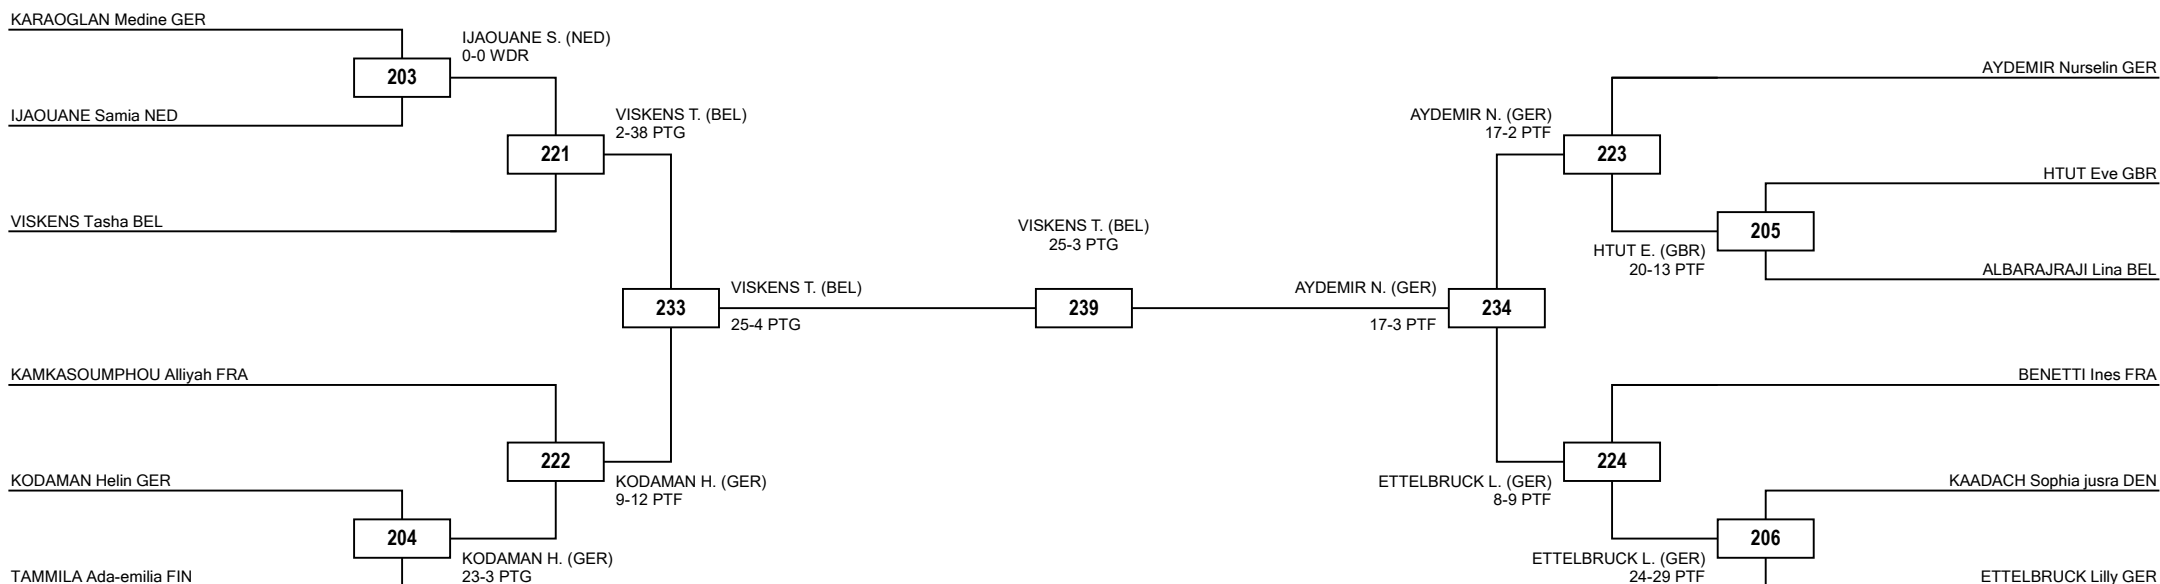 KARAOGLAN Medine GER
IJAOUANE S. (NED)
0-0 WDR
203
IJAOUANE Samia NED
VISKENS T. (BEL)
2-38 PTG
221
VISKENS Tasha BEL
VISKENS T. (BEL)
25-4 PTG
233
KAMKASOUMPHOU Alliyah FRA
222
KODAMAN Helin GER
KODAMAN H. (GER)
9-12 PTF
204
KODAMAN H. (GER)
23-3 PTG
TAMMILA Ada-emilia FIN
VISKENS T. (BEL)
25-3 PTG
239
AYDEMIR Nurselin GER
AYDEMIR N. (GER)
17-2 PTF
223
HTUT Eve GBR
205
HTUT E. (GBR)
20-13 PTF
ALBARAJRAJI Lina BEL
AYDEMIR N. (GER)
17-3 PTF
234
BENETTI Ines FRA
224
ETTELBRUCK L. (GER)
8-9 PTF
KAADACH Sophia jusra DEN
206
ETTELBRUCK L. (GER)
24-29 PTF
ETTELBRUCK Lilly GER